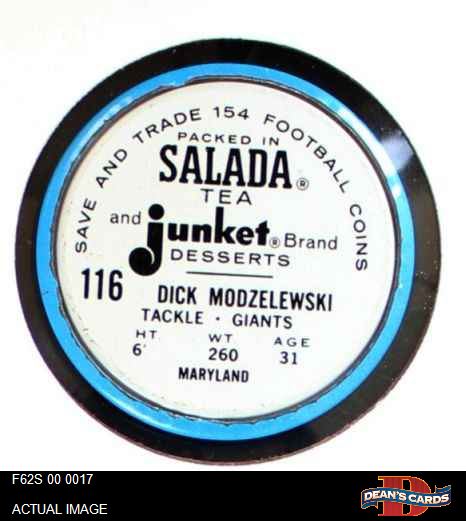 SAVE AND TRADE 154 FOOTBALL COINS
PACKED IN
SALADA®
TEA
and junket® Brand
DESSERTS
116 DICK MODZELEWSKI
TACKLE · GIANTS
HT WT AGE
6' 260 31
MARYLAND
F62S 00 0017
ACTUAL IMAGE
D
DEAN'S CARDS